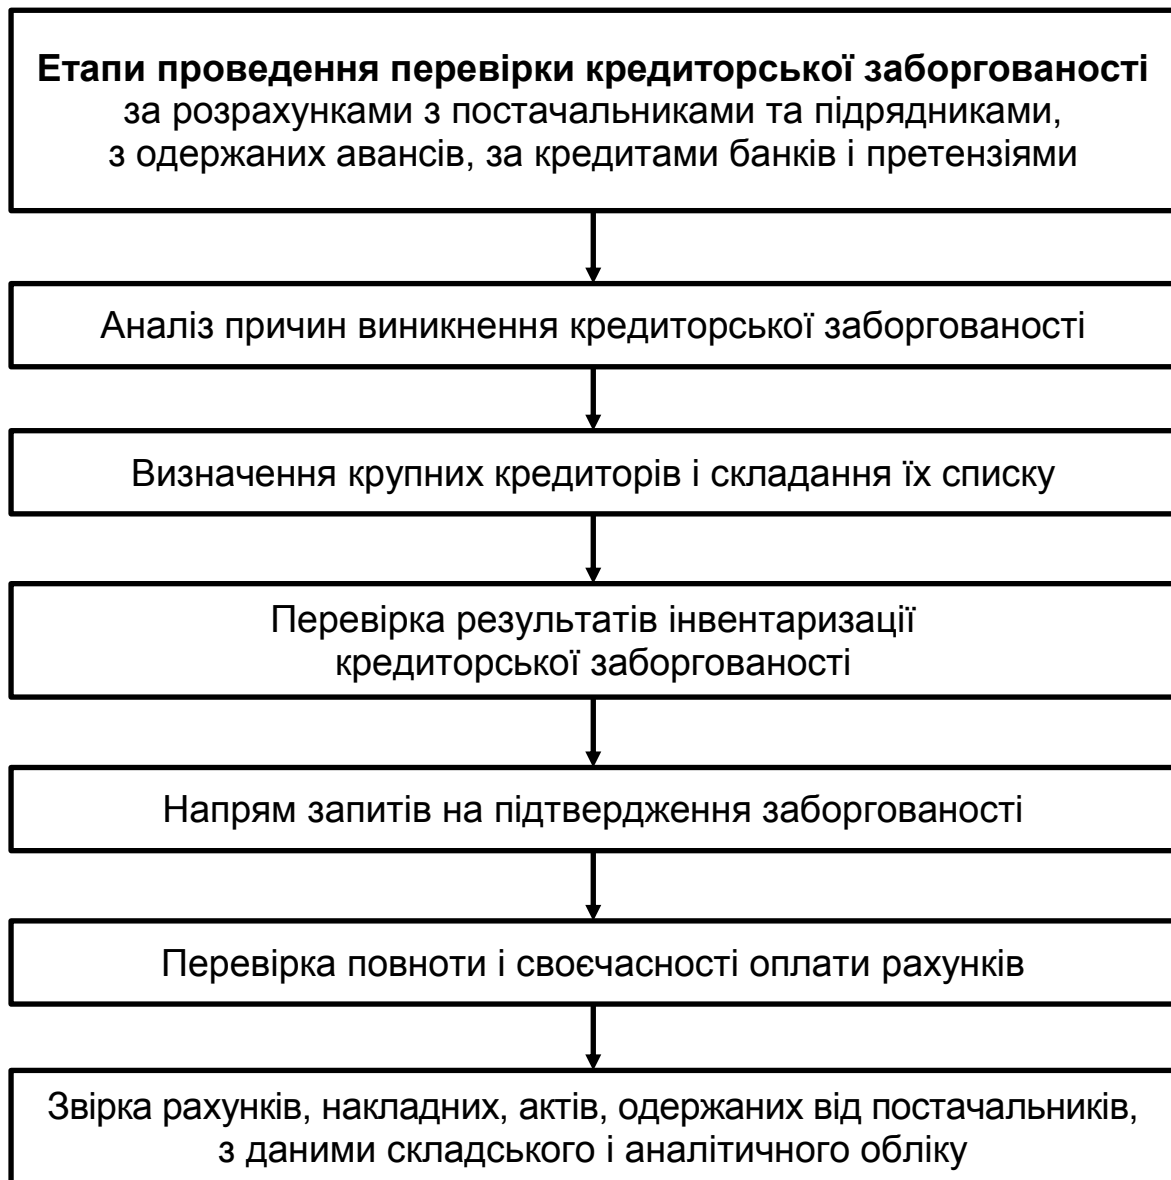 Етапи проведення перевірки кредиторської заборгованості
за розрахунками з постачальниками та підрядниками,
з одержаних авансів, за кредитами банків і претензіями
Аналіз причин виникнення кредиторської заборгованості
Визначення крупних кредиторів і складання їх списку
Перевірка результатів інвентаризації
кредиторської заборгованості
Напрям запитів на підтвердження заборгованості
Перевірка повноти і своєчасності оплати рахунків
Звірка рахунків, накладних, актів, одержаних від постачальників,
з даними складського і аналітичного обліку